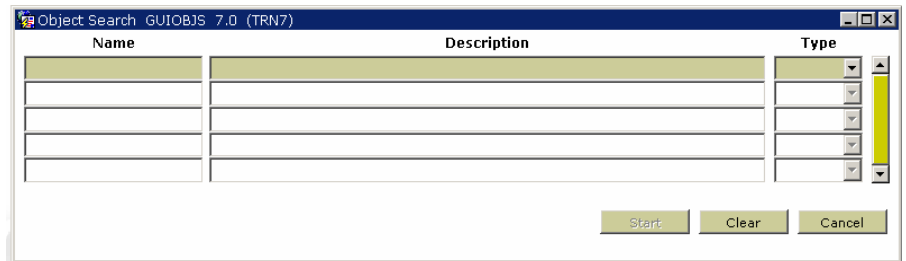 Object Search GUIOBJS 7.0 (TRN7)
Name Description Type
Start Clear Cancel